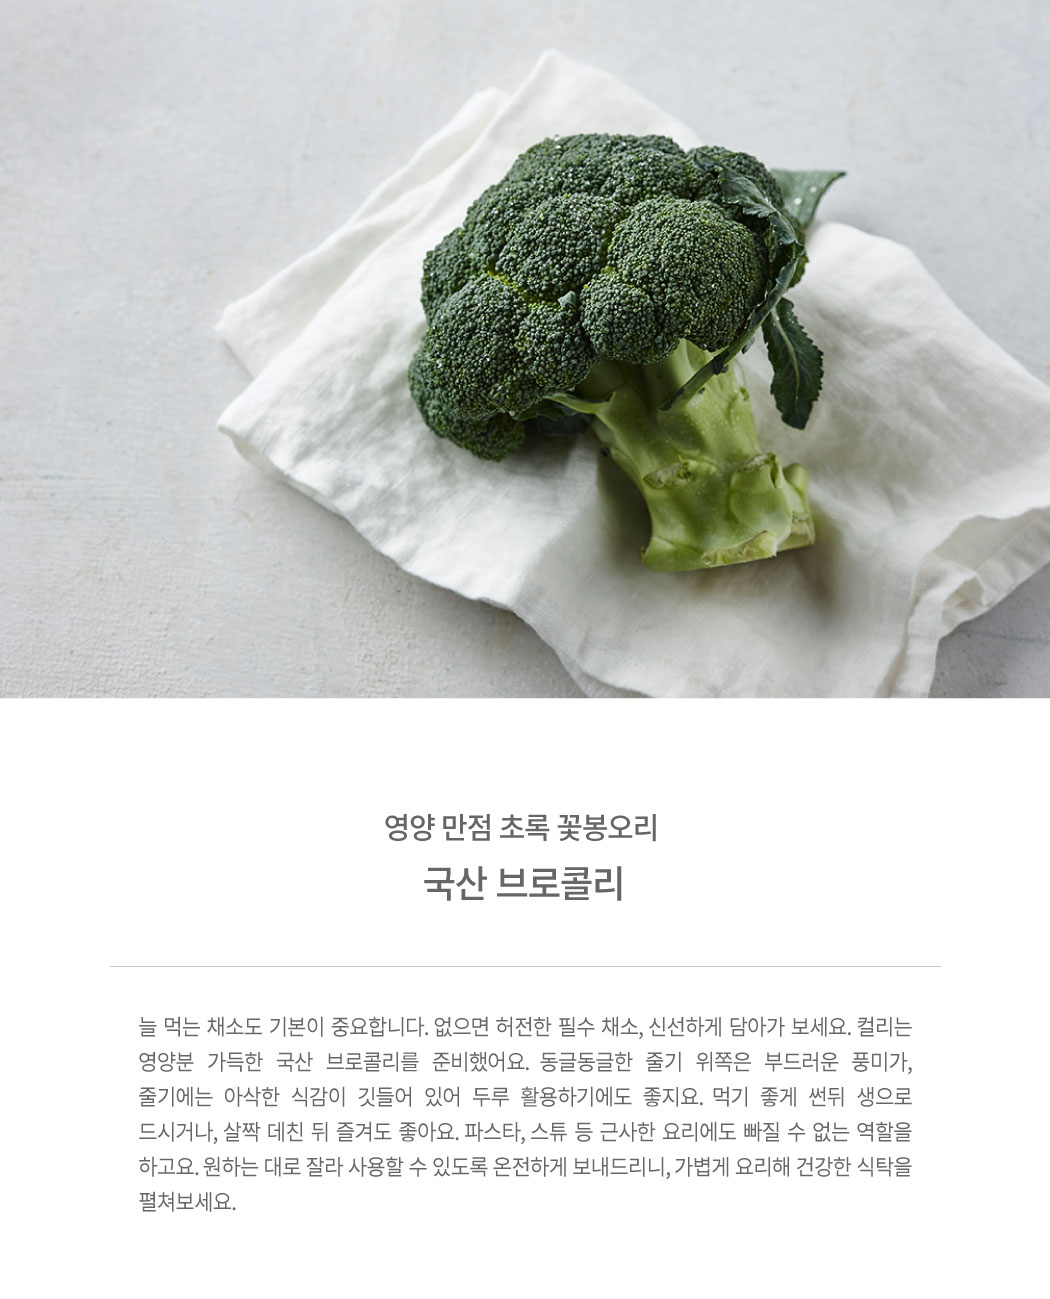 영양 만점 초록 꽃봉오리
국산 브로콜리
늘 먹는 채소도 기본이 중요합니다. 없으면 허전한 필수 채소, 신선하게 담아가 보세요. 컬리는
영양분 가득한 국산 브로콜리를 준비했어요. 동글동글한 줄기 위쪽은 부드러운 풍미가,
줄기에는 아삭한 식감이 깃들어 있어 두루 활용하기에도 좋지요. 먹기 좋게 썬뒤 생으로
드시거나, 살짝 데친 뒤 즐겨도 좋아요. 파스타, 스튜 등 근사한 요리에도 빠질 수 없는 역할을
하고요. 원하는 대로 잘라 사용할 수 있도록 온전하게 보내드리니, 가볍게 요리해 건강한 식탁을
펼쳐보세요.